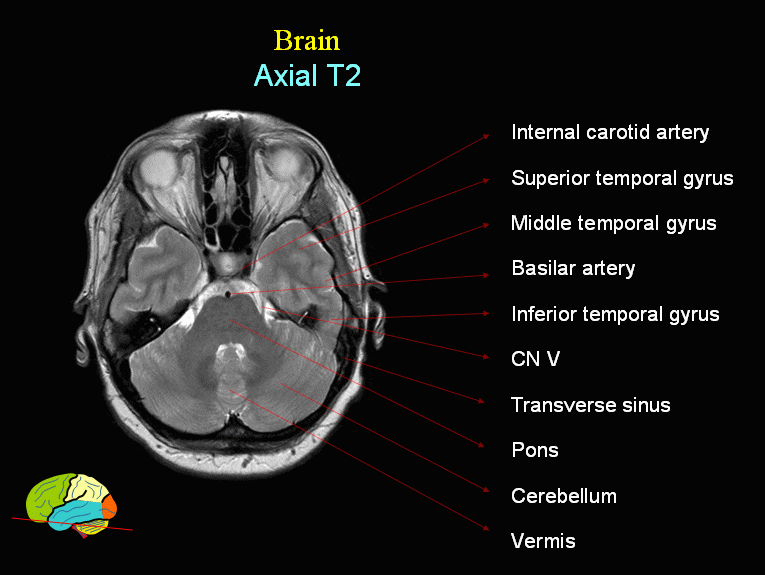 Brain
Axial T2
Internal carotid artery
Superior temporal gyrus
Middle temporal gyrus
Basilar artery
Inferior temporal gyrus
CN V
Transverse sinus
Pons
Cerebellum
Vermis